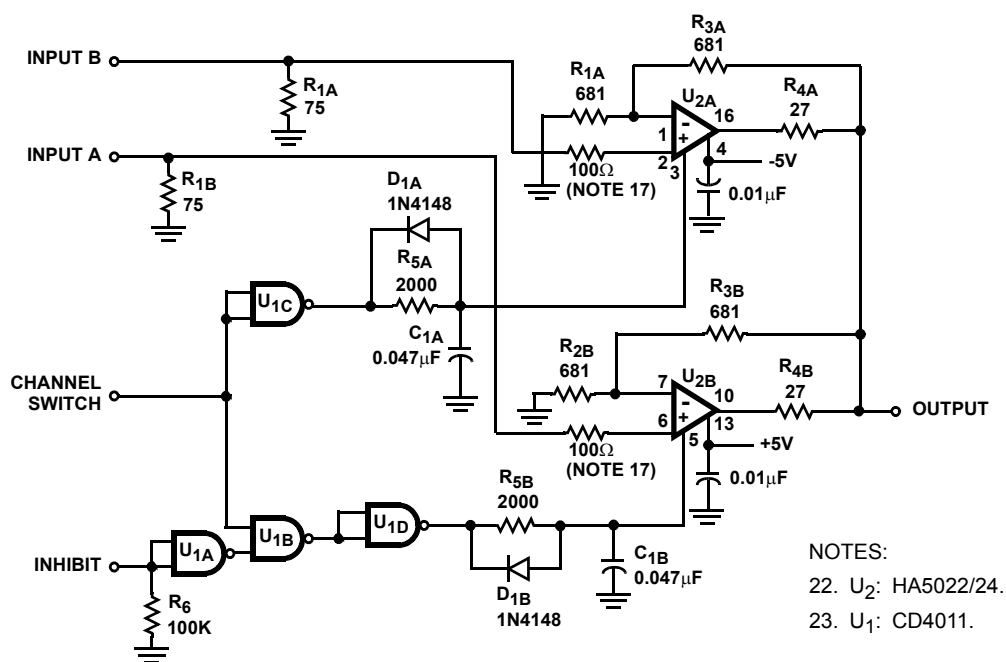 INPUT B
R1A
75
INPUT A
R1B
75
R1A
681
R3A
681
U2A
16
R4A
27
-
+
1
2
3
4
-5V
100Ω
(NOTE 17)
0.01µF
D1A
1N4148
R5A
2000
U1C
C1A
0.047µF
R3B
681
R2B
681
U2B
10
R4B
27
CHANNEL
SWITCH
7
-
+
6
5
13
OUTPUT
+5V
100Ω
(NOTE 17)
0.01µF
R5B
2000
U1D
U1B
U1A
INHIBIT
D1B
1N4148
C1B
0.047µF
R6
100K
NOTES:
22. U2: HA5022/24.
23. U1: CD4011.